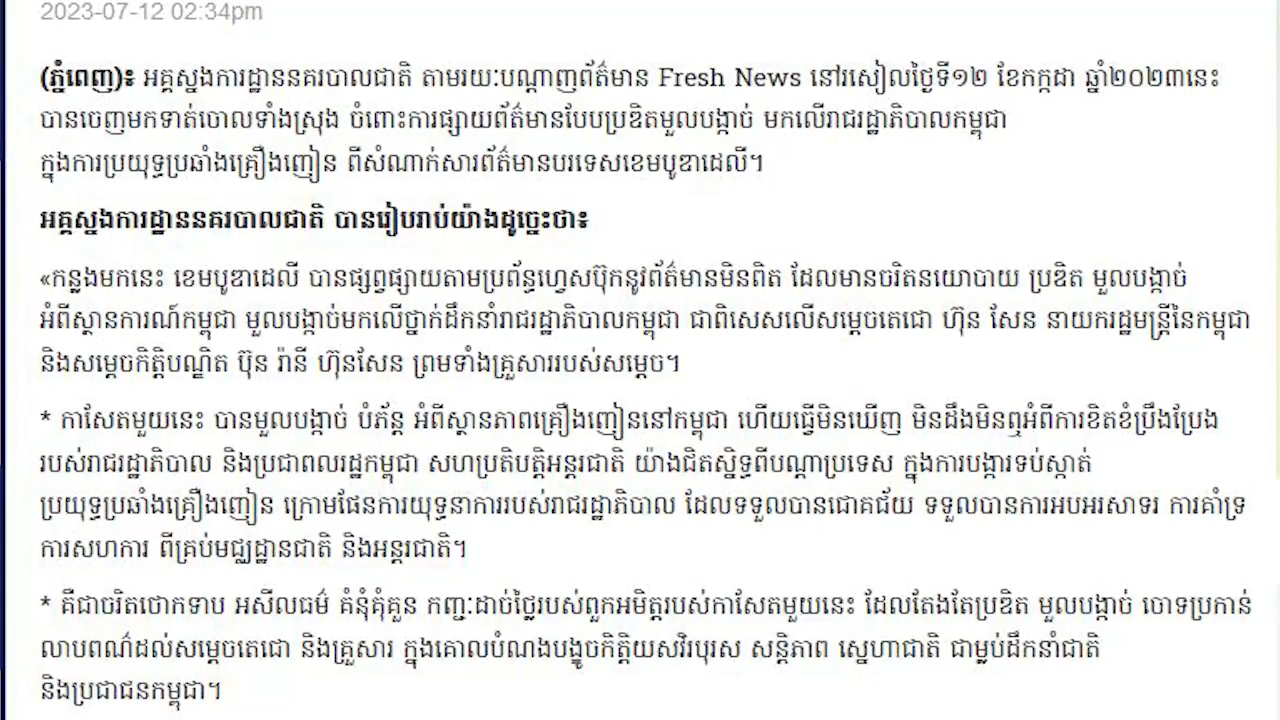 2023-07-12 02:34pm
(ភ្នំពេញ)៖ អគ្គស្នងការដ្ឋាននគរបាលជាតិ តាមរយៈបណ្តាញព័ត៌មាន Fresh News នៅរសៀលថ្ងៃទី១២ ខែកក្កដា ឆ្នាំ២០២៣នេះ
បានចេញមកទាត់ចោលទាំងស្រុង ចំពោះការផ្សាយព័ត៌មានបែបប្រឌិតមួលបង្កាច់ មកលើរាជរដ្ឋាភិបាលកម្ពុជា
ក្នុងការប្រយុទ្ធប្រឆាំងគ្រឿងញៀន ពីសំណាក់សារព័ត៌មានបរទេសខេមបូឌាដេលី។
អគ្គស្នងការដ្ឋាននគរបាលជាតិ បានរៀបរាប់យ៉ាងដូច្នេះថា៖
«កន្លងមកនេះ ខេមបូឌាដេលី បានផ្សព្វផ្សាយតាមប្រព័ន្ធហ្វេសប៊ុកនូវព័ត៌មានមិនពិត ដែលមានចរិតនយោបាយ ប្រឌិត មួលបង្កាច់
អំពីស្ថានការណ៍កម្ពុជា មួលបង្កាច់មកលើថ្នាក់ដឹកនាំរាជរដ្ឋាភិបាលកម្ពុជា ជាពិសេសលើសម្តេចតេជោ ហ៊ុន សែន នាយករដ្ឋមន្ត្រីនៃកម្ពុជា
និងសម្តេចកិត្តិបណ្ឌិត ប៊ុន រ៉ានី ហ៊ុនសែន ព្រមទាំងគ្រួសាររបស់សម្តេច។
* កាសែតមួយនេះ បានមួលបង្កាច់ បំភ័ន្ត អំពីស្ថានភាពគ្រឿងញៀននៅកម្ពុជា ហើយធ្វើមិនឃើញ មិនដឹងមិនឮអំពីការខិតខំប្រឹងប្រែង
របស់រាជរដ្ឋាភិបាល និងប្រជាពលរដ្ឋកម្ពុជា សហប្រតិបត្តិអន្តរជាតិ យ៉ាងជិតស្និទ្ធពីបណ្តាប្រទេស ក្នុងការបង្ការទប់ស្កាត់
ប្រយុទ្ធប្រឆាំងគ្រឿងញៀន ក្រោមផែនការយុទ្ធនាការរបស់រាជរដ្ឋាភិបាល ដែលទទួលបានជោគជ័យ ទទួលបានការអបអរសាទរ ការគាំទ្រ
ការសហការ ពីគ្រប់មជ្ឈដ្ឋានជាតិ និងអន្តរជាតិ។
* គឺជាចរិតថោកទាប អសីលធម៌ គំនុំគុំគួន កញ្ជៈដាច់ថ្លៃរបស់ពួកអមិត្តរបស់កាសែតមួយនេះ ដែលតែងតែប្រឌិត មួលបង្កាច់ ចោទប្រកាន់
លាបពណ៌ដល់សម្តេចតេជោ និងគ្រួសារ ក្នុងគោលបំណងបង្ខូចកិត្តិយសវិរបុរស សន្តិភាព ស្នេហាជាតិ ជាម្លប់ដឹកនាំជាតិ
និងប្រជាជនកម្ពុជា។